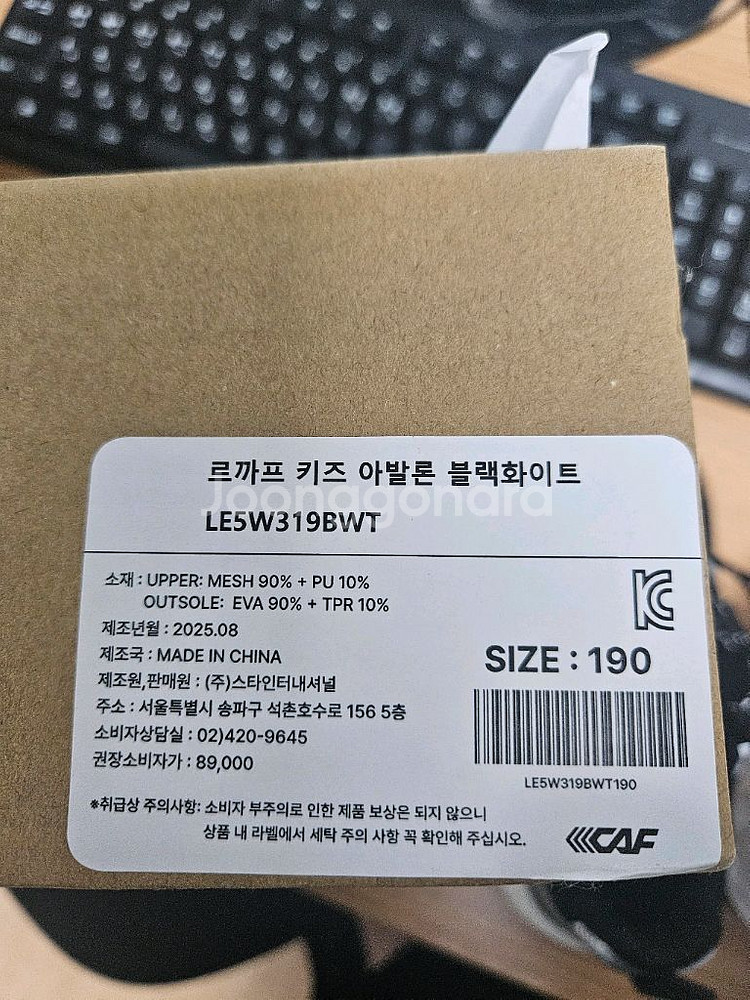 르까프 키즈 아발론 블랙화이트
Joongonara
LE5W319BWT
소재 : UPPER: MESH 90% + PU 10%
OUTSOLE: EVA 90% + TPR 10%
제조년월 : 2025.08
제조국 : MADE IN CHINA
제조원,판매원 : (주)스타인터내셔널
주소 : 서울특별시 송파구 석촌호수로 156 5층
소비자상담실 : 02)420-9645
권장소비자가 : 89,000
※취급상 주의사항: 소비자 부주의로 인한 제품 보상은 되지 않으니
상품 내 라벨에서 세탁 주의 사항 꼭 확인해 주십시오.
KC
SIZE : 190
LE5W319BWT190
CAF